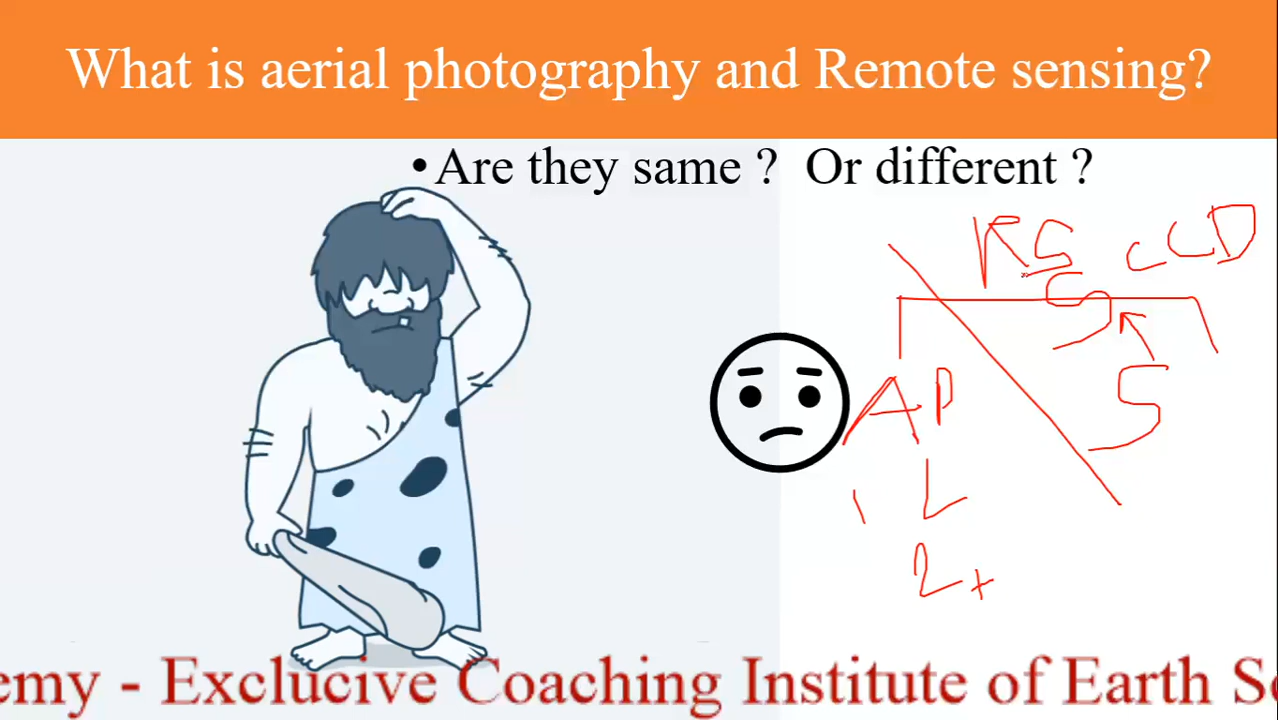 What is aerial photography and Remote sensing?
•Are they same ? Or different ?
RS CCD
S
AP S
1 L
2+
emy - Exclucive Coaching Institute of Earth Sc